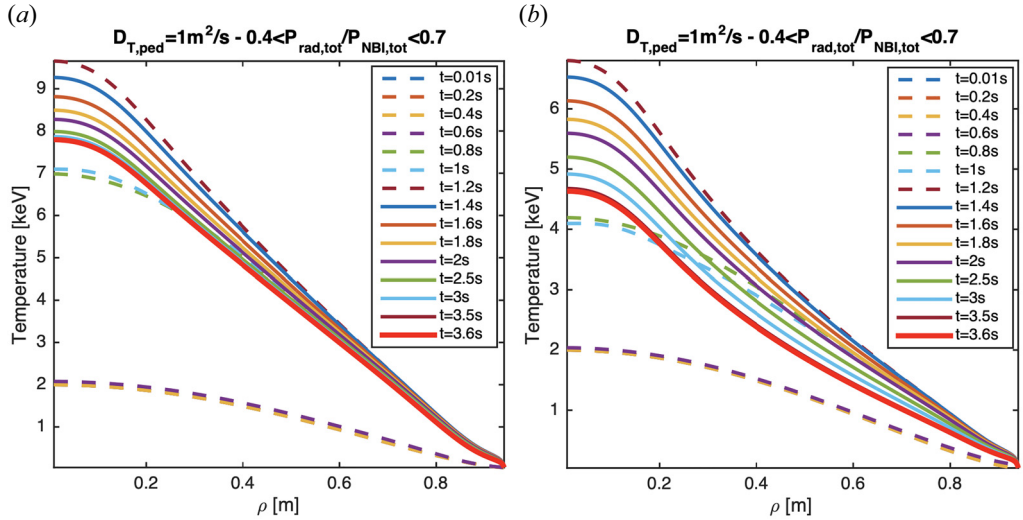 (a)
D_T,ped=1m²/s - 0.4<P_rad,tot/P_NBI,tot<0.7
Temperature [keV]
9
8
7
6
5
4
3
2
1
0.2
0.4
0.6
0.8
ρ [m]
t=0.01s
t=0.2s
t=0.4s
t=0.6s
t=0.8s
t=1s
t=1.2s
t=1.4s
t=1.6s
t=1.8s
t=2s
t=2.5s
t=3s
t=3.5s
t=3.6s
(b)
D_T,ped=1m²/s - 0.4<P_rad,tot/P_NBI,tot<0.7
Temperature [keV]
6
5
4
3
2
1
0.2
0.4
0.6
0.8
ρ [m]
t=0.01s
t=0.2s
t=0.4s
t=0.6s
t=0.8s
t=1s
t=1.2s
t=1.4s
t=1.6s
t=1.8s
t=2s
t=2.5s
t=3s
t=3.5s
t=3.6s